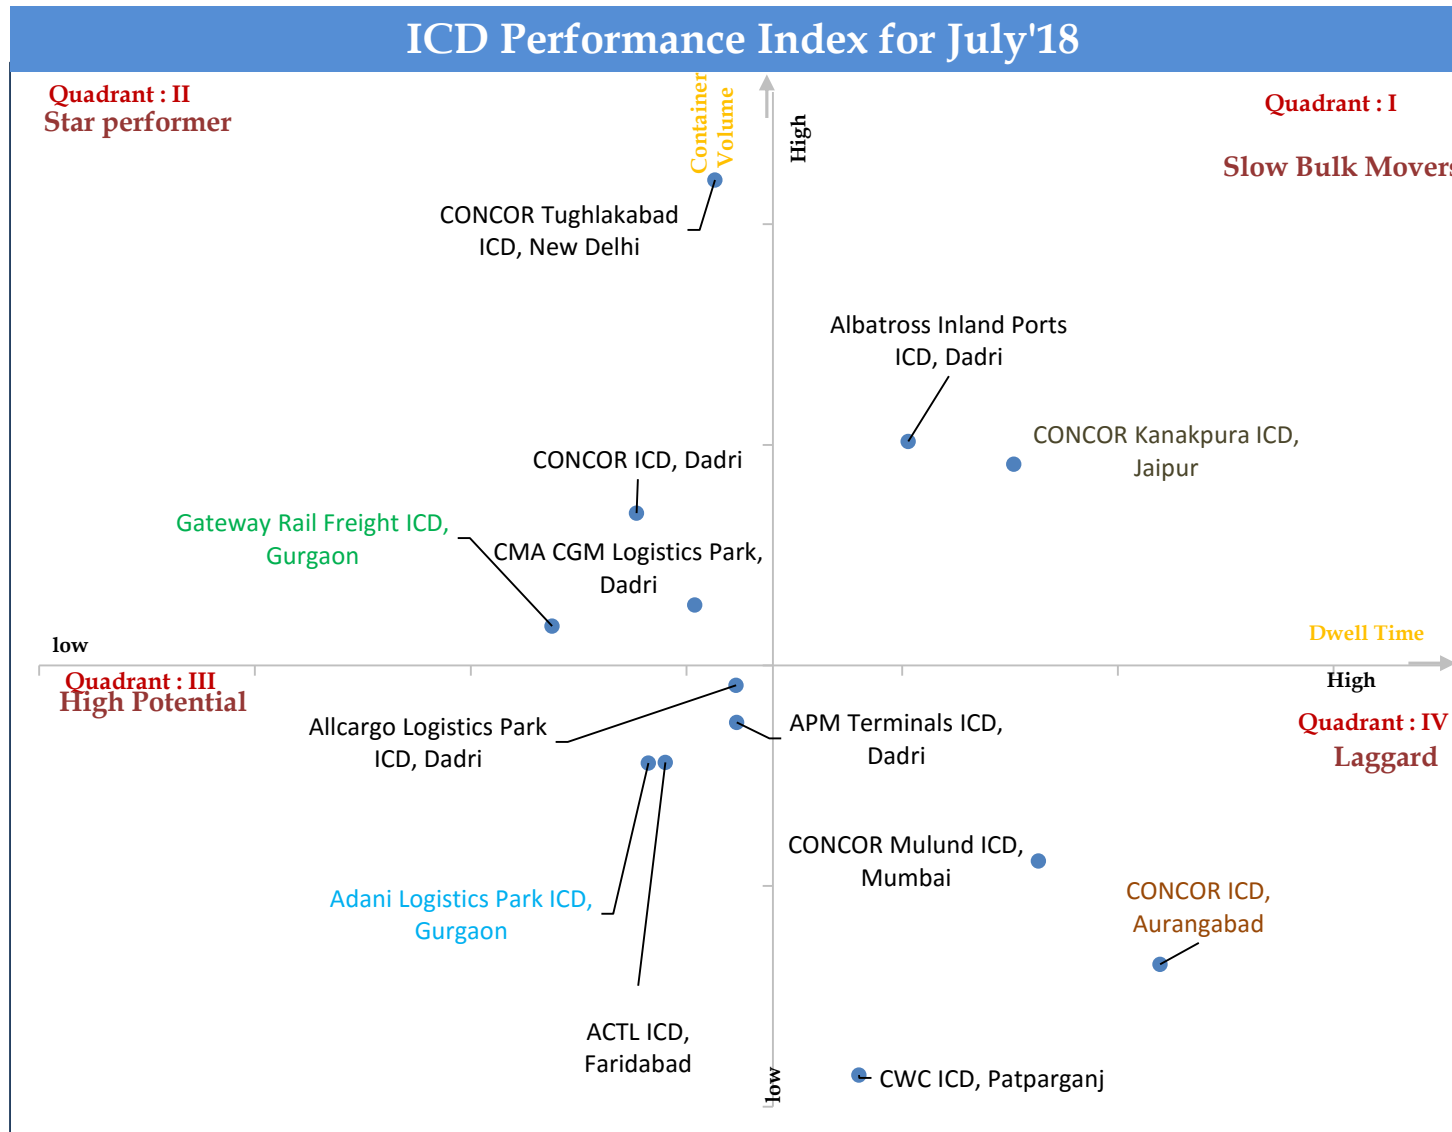 ICD Performance Index for July'18
Quadrant : II
Star performer
Container
Volume
High
Quadrant : I
Slow Bulk Movers
CONCOR Tughlakabad
ICD, New Delhi
Albatross Inland Ports
ICD, Dadri
CONCOR Kanakpura ICD,
Jaipur
CONCOR ICD, Dadri
Gateway Rail Freight ICD,
Gurgaon
CMA CGM Logistics Park,
Dadri
low
Dwell Time
High
Quadrant : III
High Potential
Quadrant : IV
Laggard
Allcargo Logistics Park
ICD, Dadri
APM Terminals ICD,
Dadri
CONCOR Mulund ICD,
Mumbai
Adani Logistics Park ICD,
Gurgaon
CONCOR ICD,
Aurangabad
ACTL ICD,
Faridabad
low
CWC ICD, Patparganj